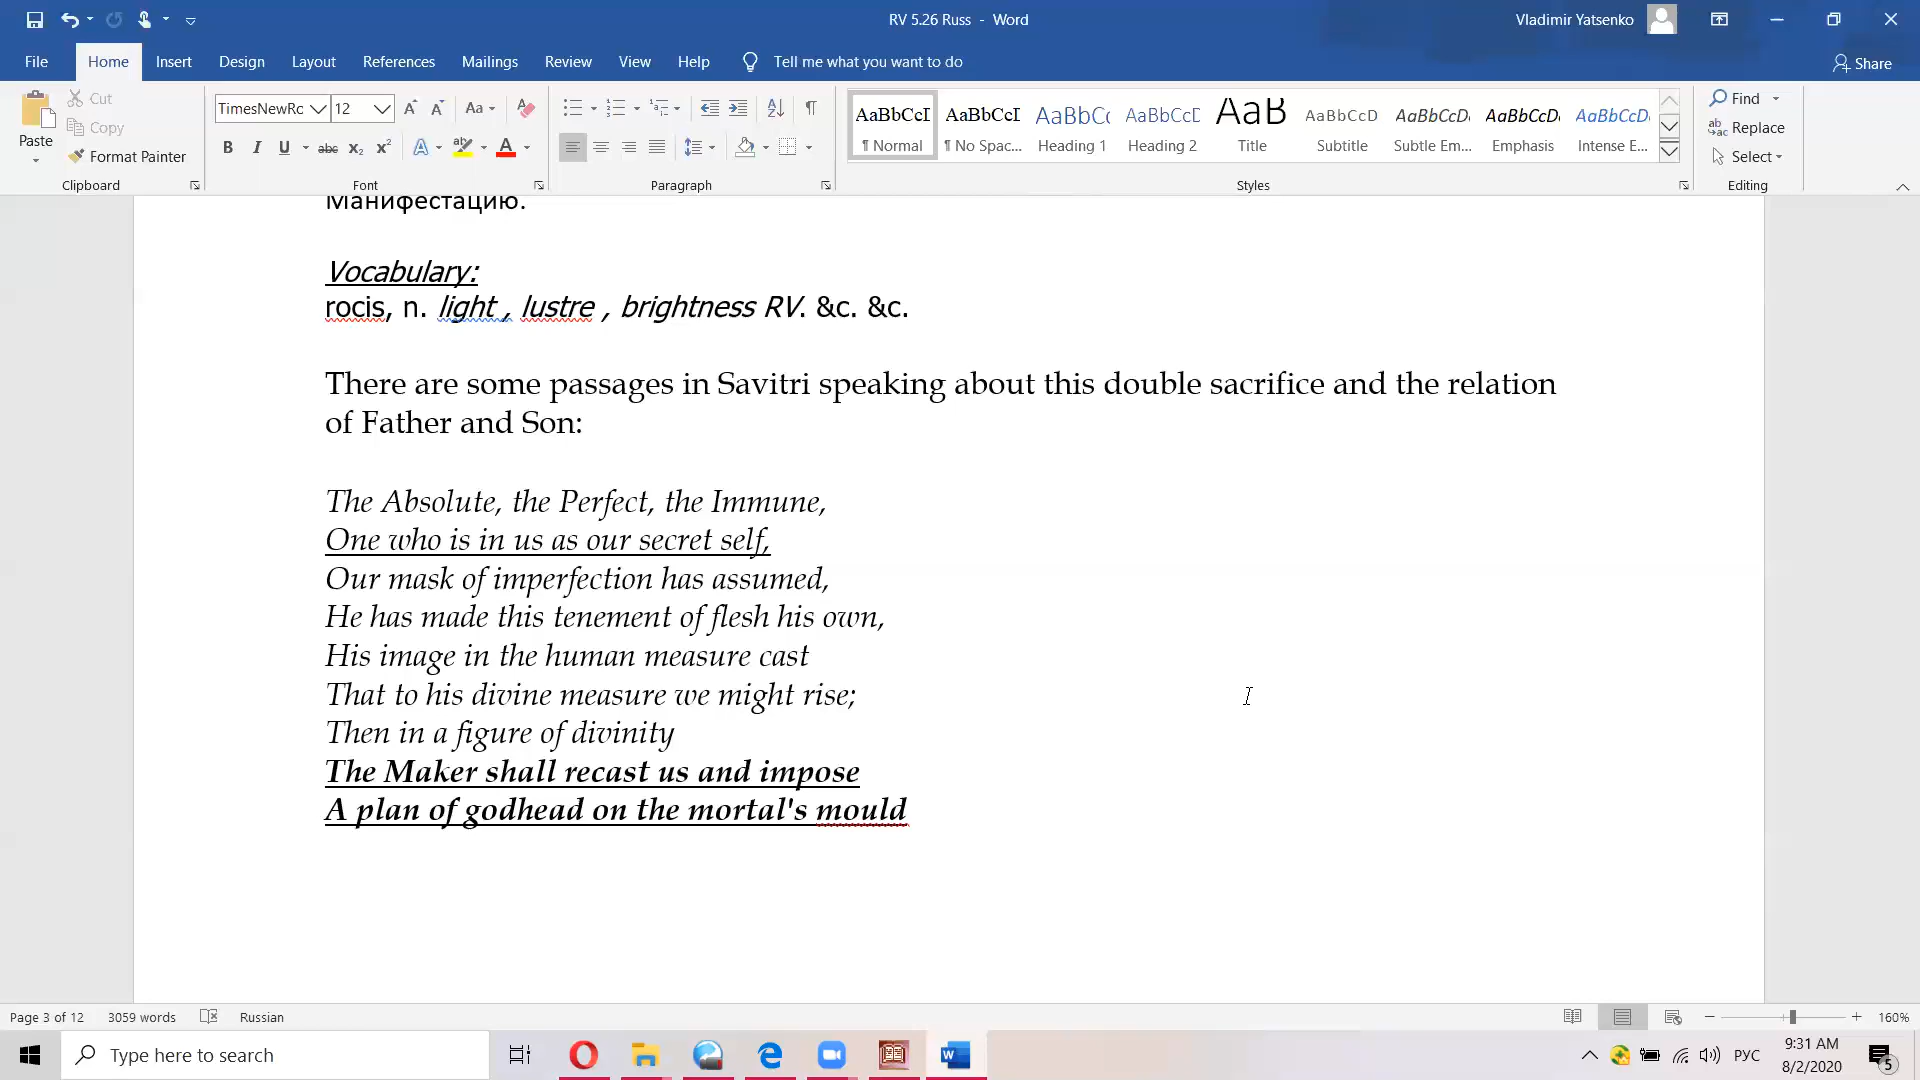 RV 5.26 Russ - Word
Vladimir Yatsenko
File Home Insert Design Layout References Mailings Review View Help Tell me what you want to do
Share
Paste
Cut
Copy
Format Painter
Clipboard
TimesNewRc 12
Font
Paragraph
AaBbCcI AaBbCcI AaBbCc AaBbCcD AaB AaBbCcD AaBbCcD AaBbCcD AaBbCcD
¶ Normal ¶ No Spac... Heading 1 Heading 2 Title Subtitle Subtle Em... Emphasis Intense E...
Styles
Find
Replace
Select
Editing
Манифестацию.
Vocabulary:
rocis, n. light , lustre , brightness RV. &c. &c.
There are some passages in Savitri speaking about this double sacrifice and the relation
of Father and Son:
The Absolute, the Perfect, the Immune,
One who is in us as our secret self,
Our mask of imperfection has assumed,
He has made this tenement of flesh his own,
His image in the human measure cast
That to his divine measure we might rise;
Then in a figure of divinity
The Maker shall recast us and impose
A plan of godhead on the mortal's mould
Page 3 of 12 3059 words Russian
160%
Type here to search
РУС
9:31 AM
8/2/2020
5